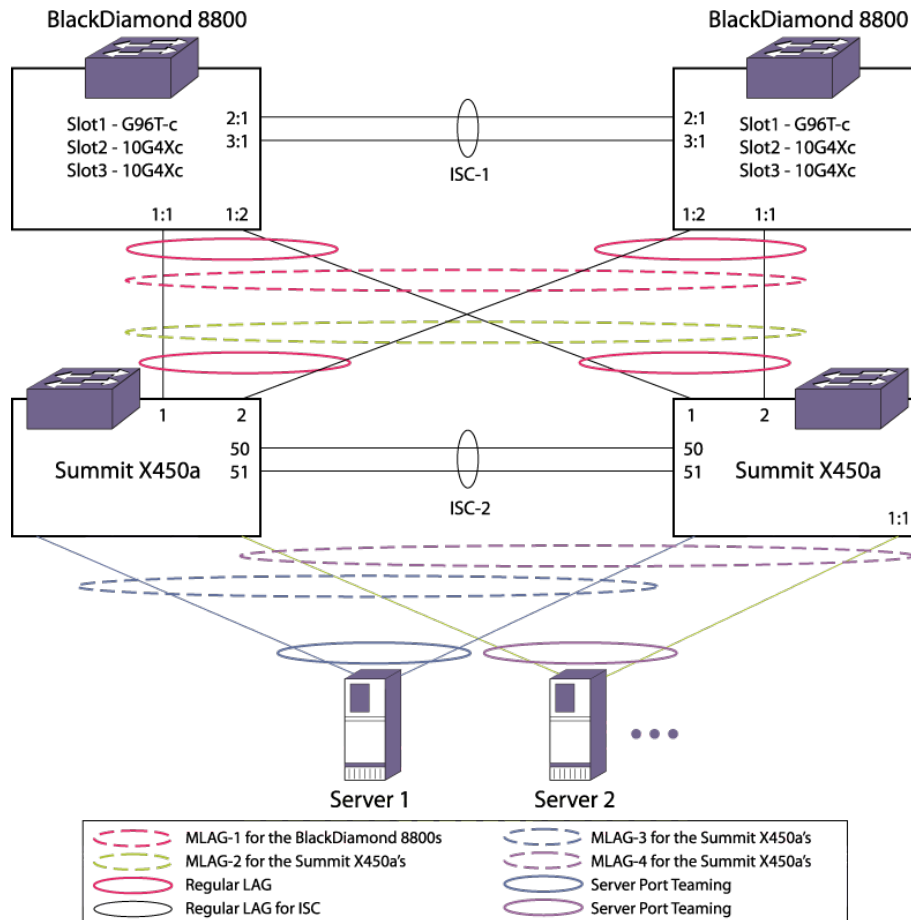 BlackDiamond 8800
BlackDiamond 8800
Slot1 - G96T-c
Slot2 - 10G4Xc
Slot3 - 10G4Xc
2:1
3:1
1:1
1:2
ISC-1
2:1
3:1
Slot1 - G96T-c
Slot2 - 10G4Xc
Slot3 - 10G4Xc
1:2
1:1
1
2
Summit X450a
50
51
ISC-2
1
2
50
51
Summit X450a
1:1
Server 1
Server 2
MLAG-1 for the BlackDiamond 8800s
MLAG-2 for the Summit X450a's
Regular LAG
Regular LAG for ISC
MLAG-3 for the Summit X450a's
MLAG-4 for the Summit X450a's
Server Port Teaming
Server Port Teaming